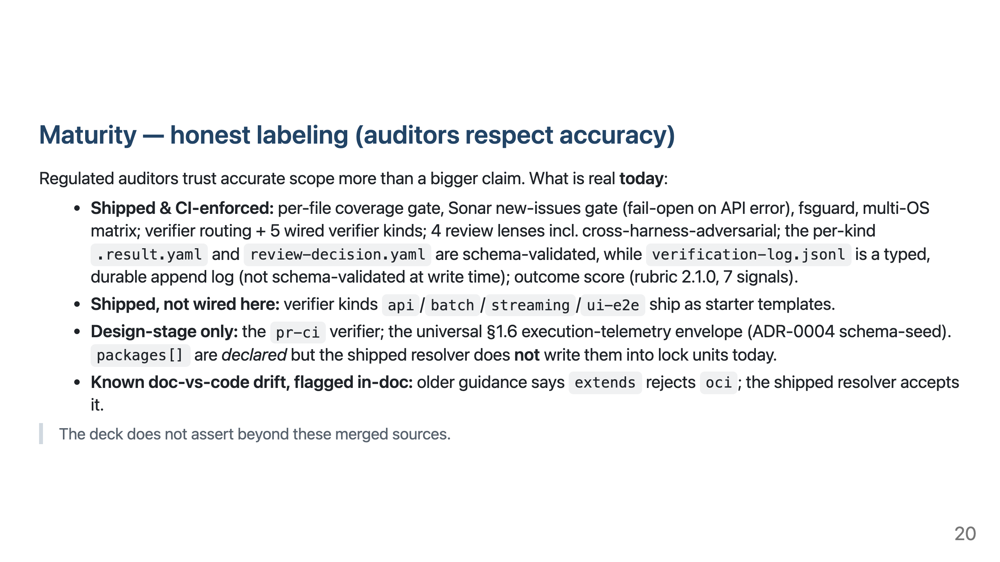 Maturity — honest labeling (auditors respect accuracy)
Regulated auditors trust accurate scope more than a bigger claim. What is real today:
• Shipped & CI-enforced: per-file coverage gate, Sonar new-issues gate (fail-open on API error), fsguard, multi-OS
matrix; verifier routing + 5 wired verifier kinds; 4 review lenses incl. cross-harness-adversarial; the per-kind
.result.yaml and review-decision.yaml are schema-validated, while verification-log.jsonl is a typed,
durable append log (not schema-validated at write time); outcome score (rubric 2.1.0, 7 signals).
• Shipped, not wired here: verifier kinds api/batch/streaming/ui-e2e ship as starter templates.
• Design-stage only: the pr-ci verifier; the universal §1.6 execution-telemetry envelope (ADR-0004 schema-seed).
packages[] are declared but the shipped resolver does not write them into lock units today.
• Known doc-vs-code drift, flagged in-doc: older guidance says extends rejects oci; the shipped resolver accepts
it.
The deck does not assert beyond these merged sources.
20